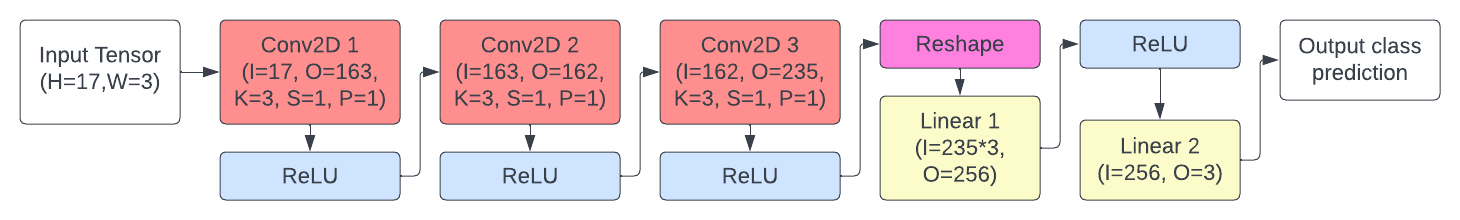 Input Tensor
(H=17,W=3)
Conv2D 1
(I=17, O=163,
K=3, S=1, P=1)
ReLU
Conv2D 2
(I=163, O=162,
K=3, S=1, P=1)
ReLU
Conv2D 3
(I=162, O=235,
K=3, S=1, P=1)
ReLU
Reshape
Linear 1
(I=235*3,
O=256)
ReLU
Linear 2
(I=256, O=3)
Output class
prediction